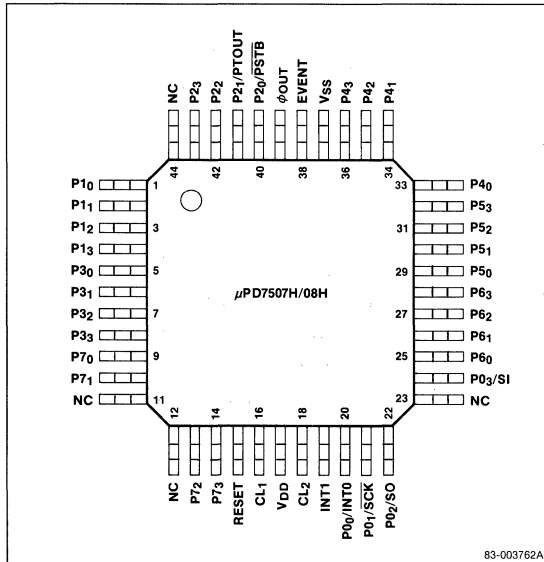 NC
P2₃
P2₂
P2₁/PTOUT
P2₀/P̅S̅T̅B̅
ϕOUT
EVENT
VSS
P4₃
P4₂
P4₁
44
42
40
38
36
34
P1₀
1
P1₁
P1₂
3
P1₃
P3₀
5
P3₁
P3₂
7
P3₃
P7₀
9
P7₁
NC
11
µPD7507H/08H
33
P4₀
P5₃
31
P5₂
P5₁
29
P5₀
P6₃
27
P6₂
P6₁
25
P6₀
P0₃/SI
23
NC
12
14
16
18
20
22
NC
P7₂
P7₃
RESET
CL₁
VDD
CL₂
INT1
P0₀/INT0
P0₁/S̅C̅K̅
P0₂/SO
83-003762A